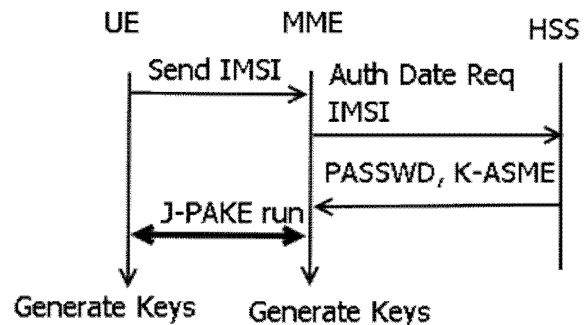 UE MME HSS
Send IMSI
Auth Date Req
IMSI
PASSWD, K-ASME
J-PAKE run
Generate Keys Generate Keys